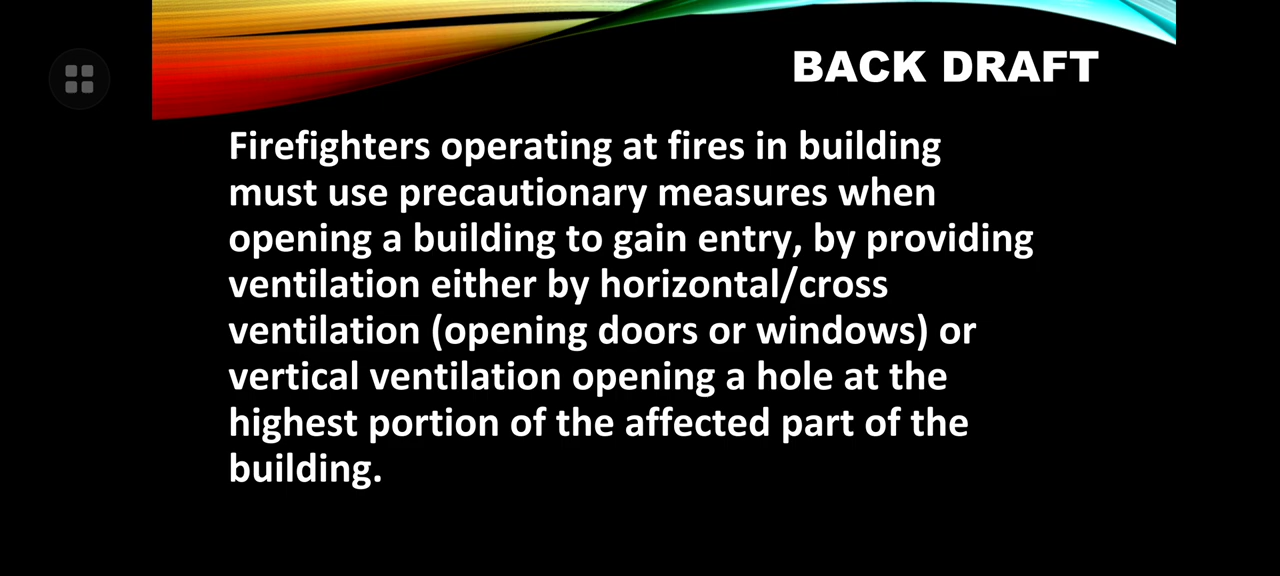 BACK DRAFT
Firefighters operating at fires in building
must use precautionary measures when
opening a building to gain entry, by providing
ventilation either by horizontal/cross
ventilation (opening doors or windows) or
vertical ventilation opening a hole at the
highest portion of the affected part of the
building.